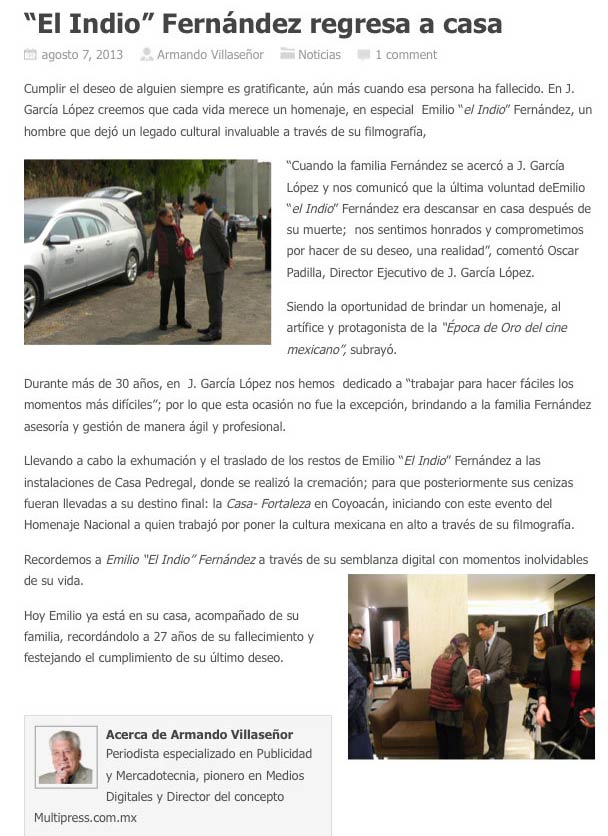 “El Indio” Fernández regresa a casa
agosto 7, 2013 Armando Villaseñor Noticias 1 comment
Cumplir el deseo de alguien siempre es gratificante, aún más cuando esa persona ha fallecido. En J.
García López creemos que cada vida merece un homenaje, en especial Emilio “el Indio” Fernández, un
hombre que dejó un legado cultural invaluable a través de su filmografía,
“Cuando la familia Fernández se acercó a J. García
López y nos comunicó que la última voluntad deEmilio
“el Indio” Fernández era descansar en casa después de
su muerte; nos sentimos honrados y comprometimos
por hacer de su deseo, una realidad”, comentó Oscar
Padilla, Director Ejecutivo de J. García López.
Siendo la oportunidad de brindar un homenaje, al
artífice y protagonista de la “Época de Oro del cine
mexicano”, subrayó.
Durante más de 30 años, en J. García López nos hemos dedicado a “trabajar para hacer fáciles los
momentos más difíciles”; por lo que esta ocasión no fue la excepción, brindando a la familia Fernández
asesoría y gestión de manera ágil y profesional.
Llevando a cabo la exhumación y el traslado de los restos de Emilio “El Indio” Fernández a las
instalaciones de Casa Pedregal, donde se realizó la cremación; para que posteriormente sus cenizas
fueran llevadas a su destino final: la Casa- Fortaleza en Coyoacán, iniciando con este evento del
Homenaje Nacional a quien trabajó por poner la cultura mexicana en alto a través de su filmografía.
Recordemos a Emilio “El Indio” Fernández a través de su semblanza digital con momentos inolvidables
de su vida.
Hoy Emilio ya está en su casa, acompañado de su
familia, recordándolo a 27 años de su fallecimiento y
festejando el cumplimiento de su último deseo.
Acerca de Armando Villaseñor
Periodista especializado en Publicidad
y Mercadotecnia, pionero en Medios
Digitales y Director del concepto
Multipress.com.mx